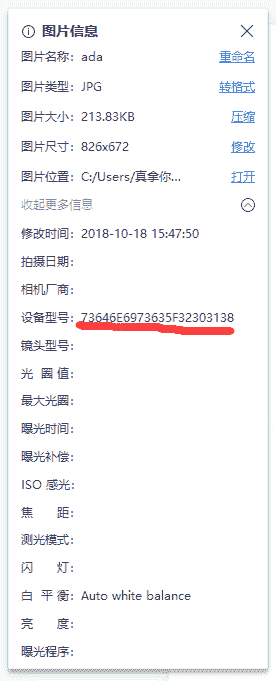 图片信息
图片名称: ada 重命名
图片类型: JPG 转格式
图片大小: 213.83KB 压缩
图片尺寸: 826x672 修改
图片位置: C:/Users/真拿你... 打开
收起更多信息
修改时间: 2018-10-18 15:47:50
拍摄日期:
相机厂商:
设备型号: 73646E6973635F32303138
镜头型号:
光圈值:
最大光圈:
曝光时间:
曝光补偿:
ISO 感光:
焦距:
测光模式:
闪灯:
白平衡: Auto white balance
亮度:
曝光程序: